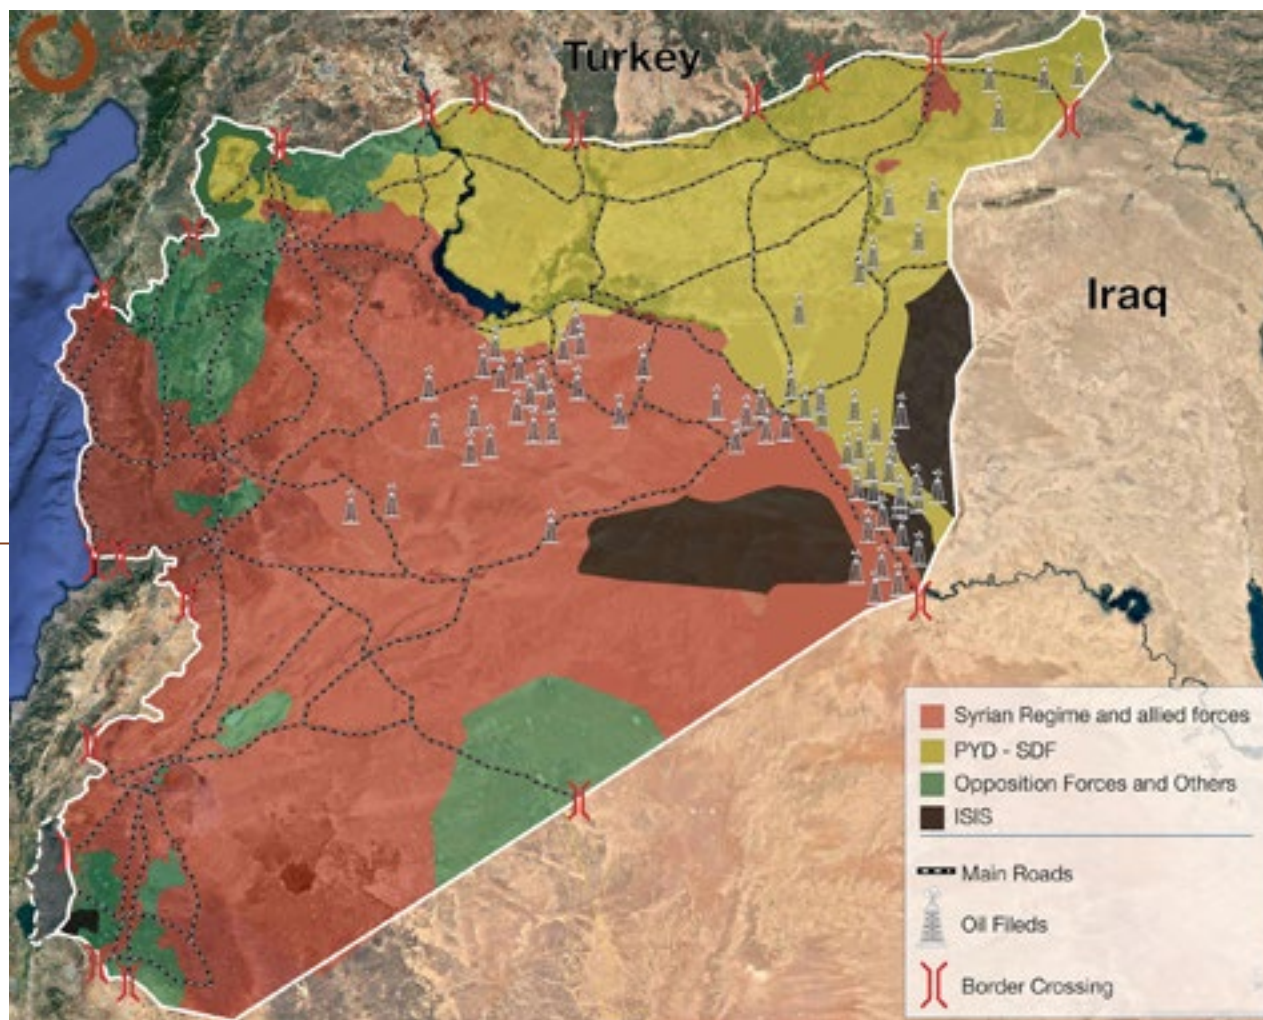 Turkey
Iraq
Syrian Regime and allied forces
PYD - SDF
Opposition Forces and Others
ISIS
Main Roads
Oil Fileds
Border Crossing